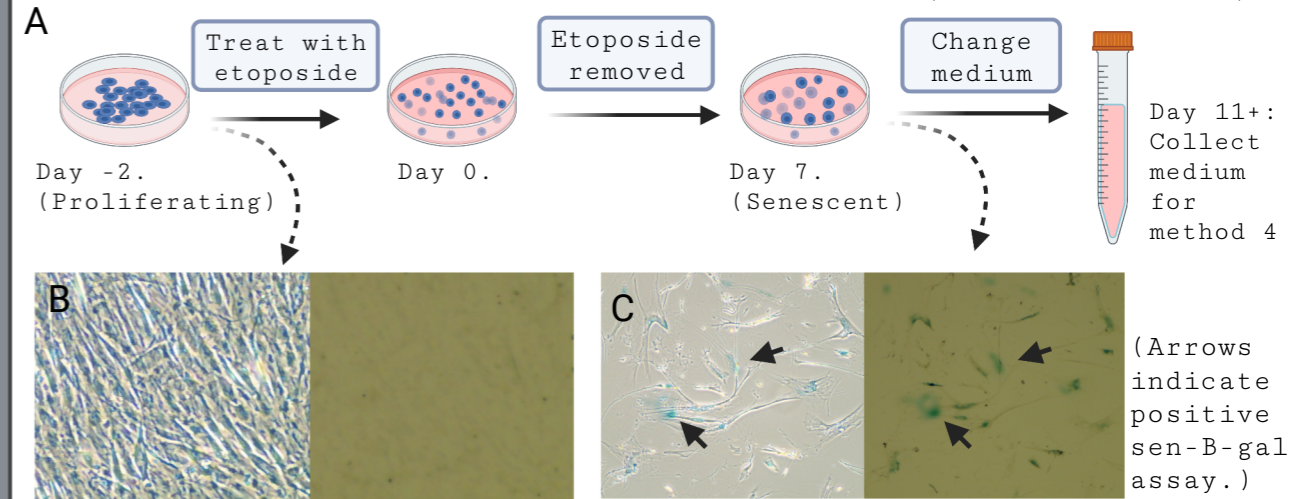 A
Treat with
etoposide
Etoposide
removed
Change
medium
Day -2.
(Proliferating)
Day 0.
Day 7.
(Senescent)
Day 11+:
Collect
medium
for
method 4
B
C
(Arrows
indicate
positive
sen-B-gal
assay.)